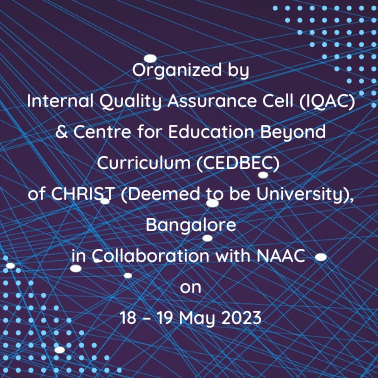 Organized by
Internal Quality Assurance Cell (IQAC)
& Centre for Education Beyond
Curriculum (CEDBEC)
of CHRIST (Deemed to be University),
Bangalore
in Collaboration with NAAC
on
18 – 19 May 2023